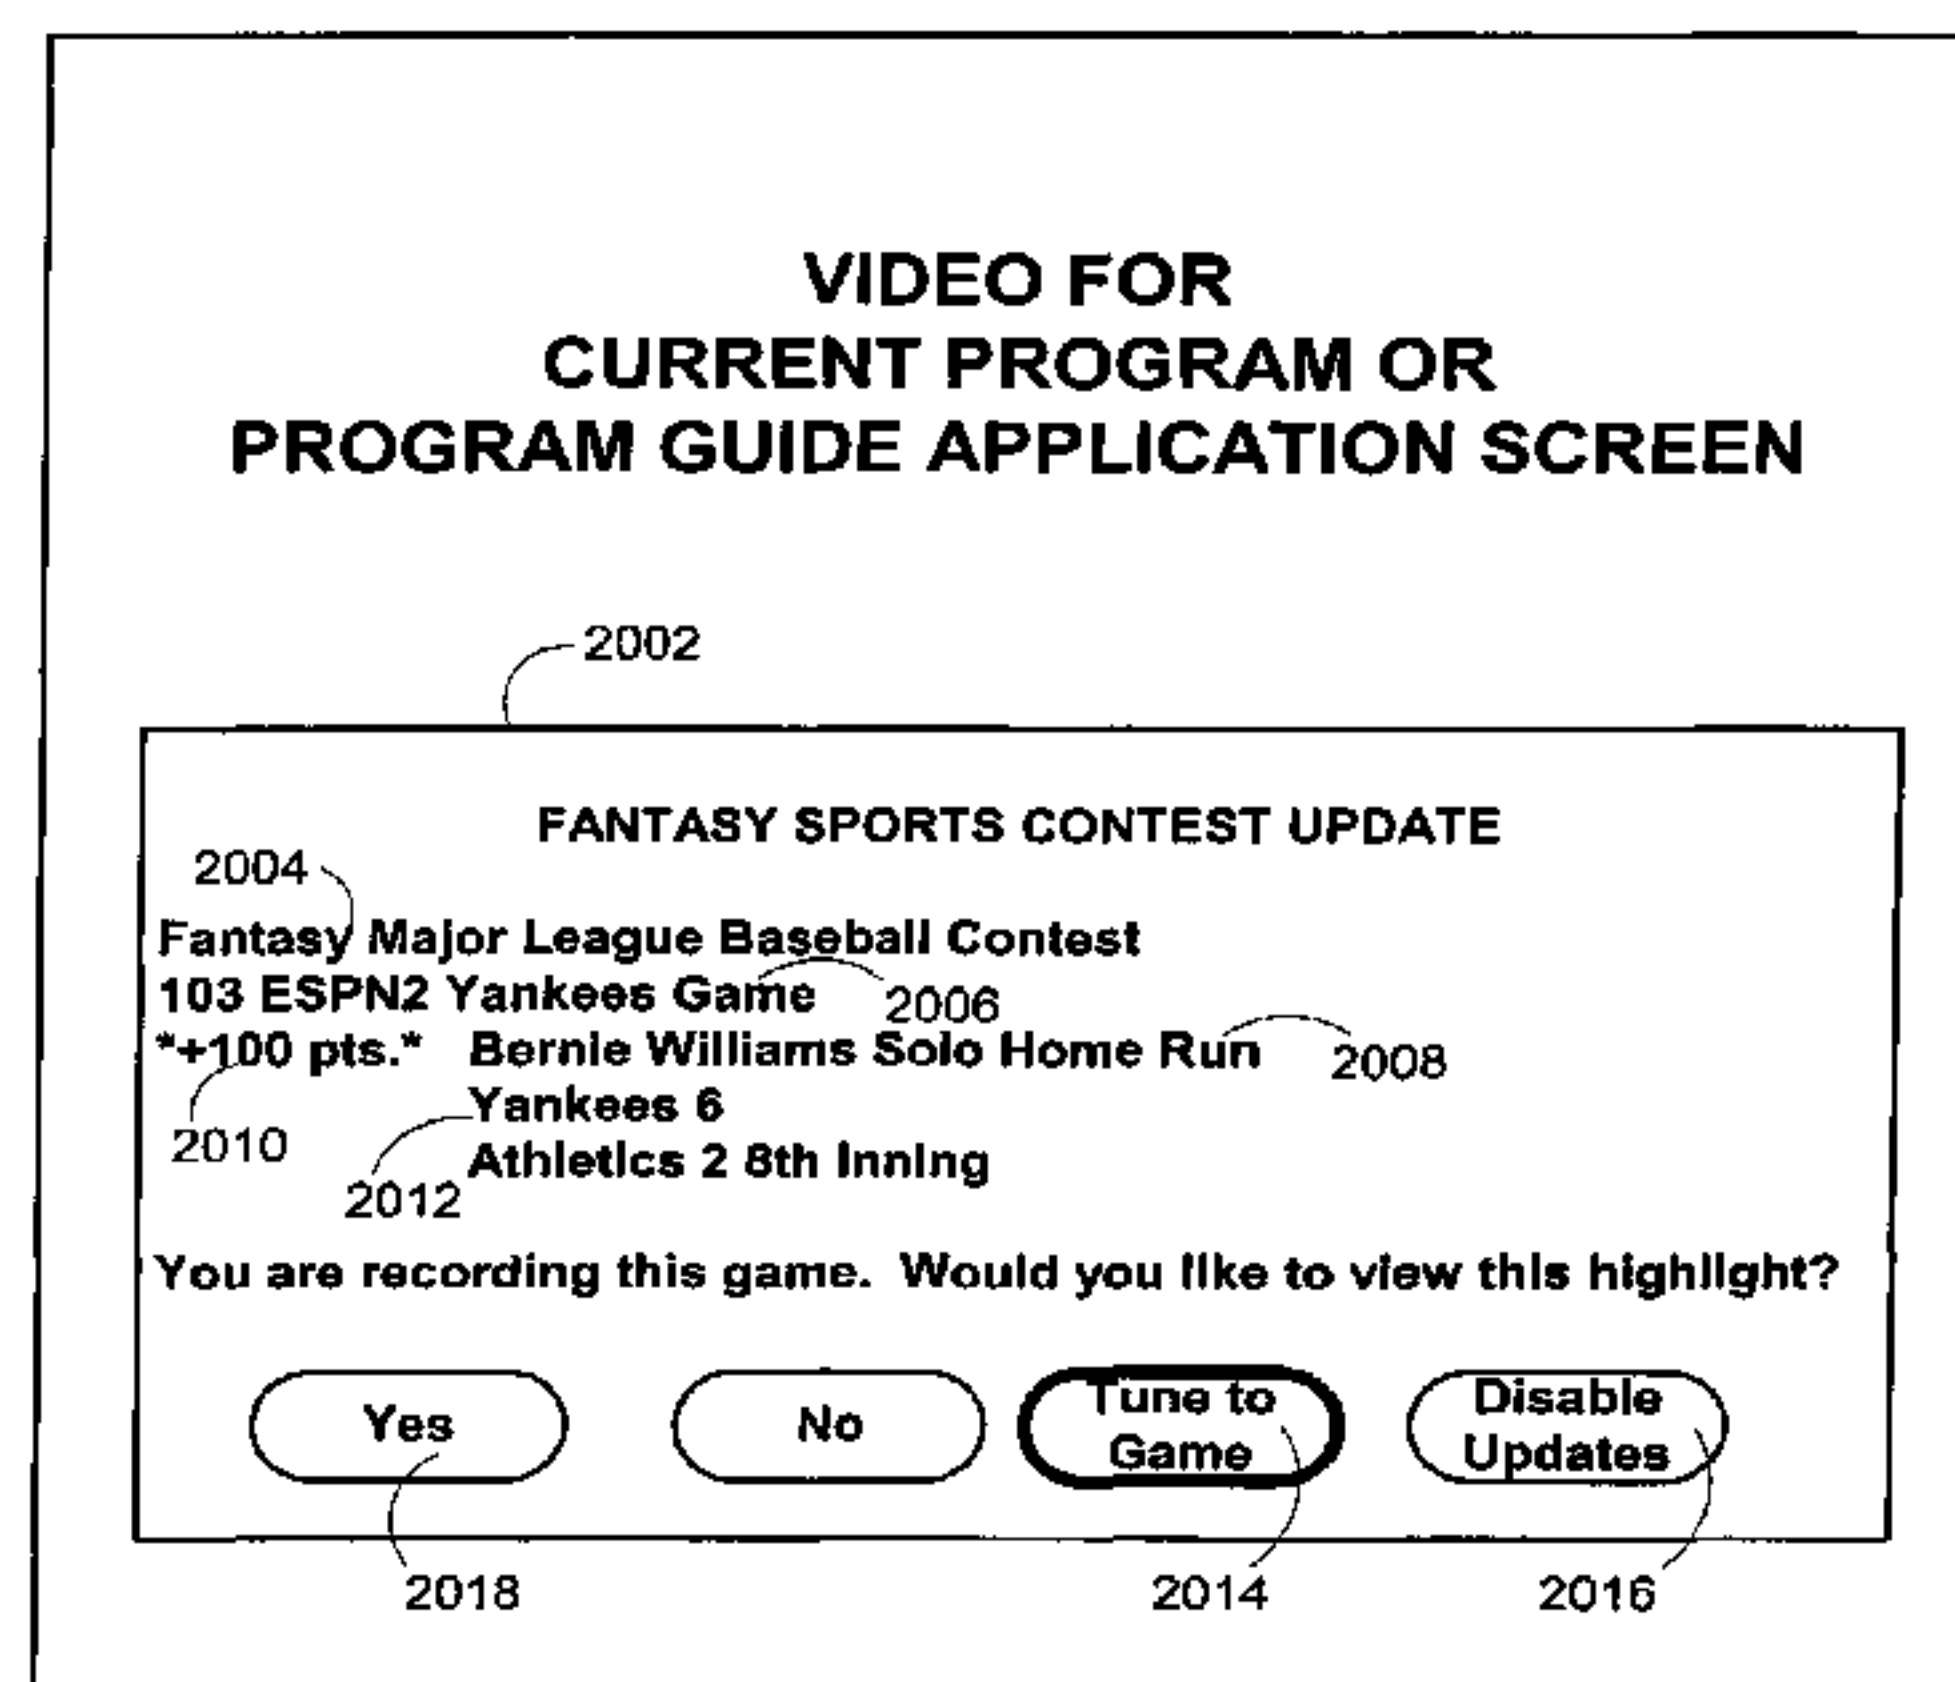 VIDEO FOR
CURRENT PROGRAM OR
PROGRAM GUIDE APPLICATION SCREEN
2002
FANTASY SPORTS CONTEST UPDATE
2004
Fantasy Major League Baseball Contest
103 ESPN2 Yankees Game
2006
*+100 pts.* Bernie Williams Solo Home Run
2008
Yankees 6
2010
Athletics 2 8th Inning
2012
You are recording this game. Would you like to view this highlight?
Yes
No
Tune to
Game
Disable
Updates
2018
2014
2016